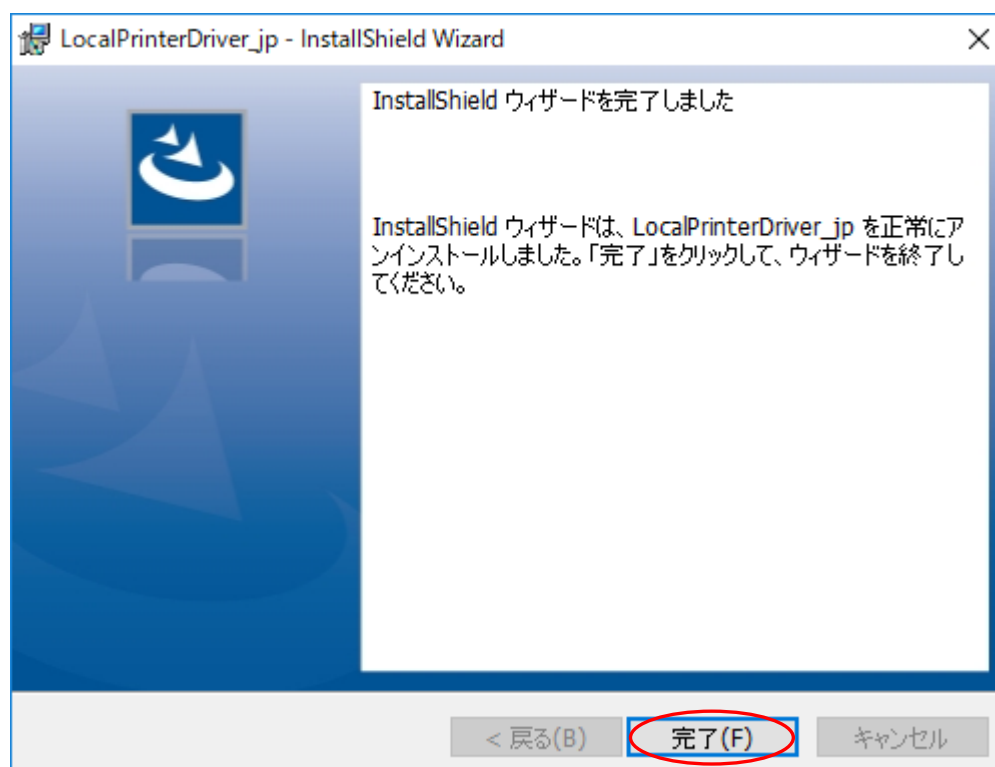 LocalPrinterDriver_jp - InstallShield Wizard
InstallShield ウィザードを完了しました
InstallShield ウィザードは、LocalPrinterDriver_jp を正常にア
ンインストールしました。「完了」をクリックして、ウィザードを終了し
てください。
< 戻る(B)
完了(F)
キャンセル